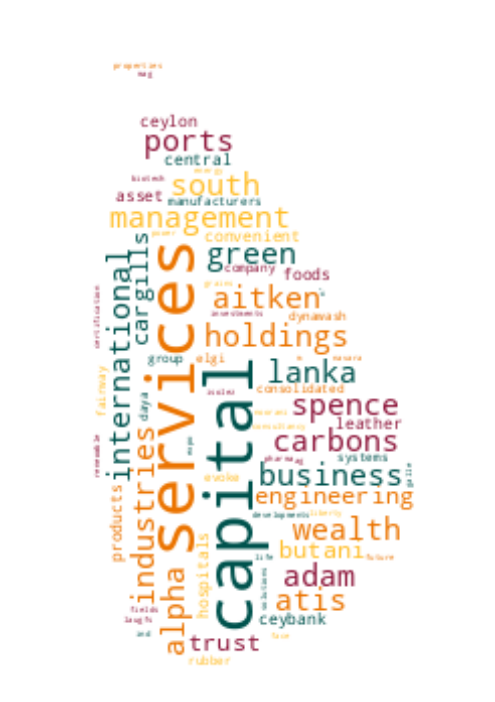 properties
mag
ceylon
ports
central
energy
biotech
south
asset
manufacturers
management
power
convenient
cargills
green
international
services
company
foods
grains
certification
aitken
investments
dynawash
holdings
group
elgi
lanka
capital
fairway
consolidated
daya
spence
leather
consultancy
industries
carbons
renewable
pharma
systems
business
evoke
products
engineering
developments
liberty
wealth
hospitals
butani
life
future
alpha
adam
solutions
atis
fields
laugfs
ceybank
ind
trust
rubber